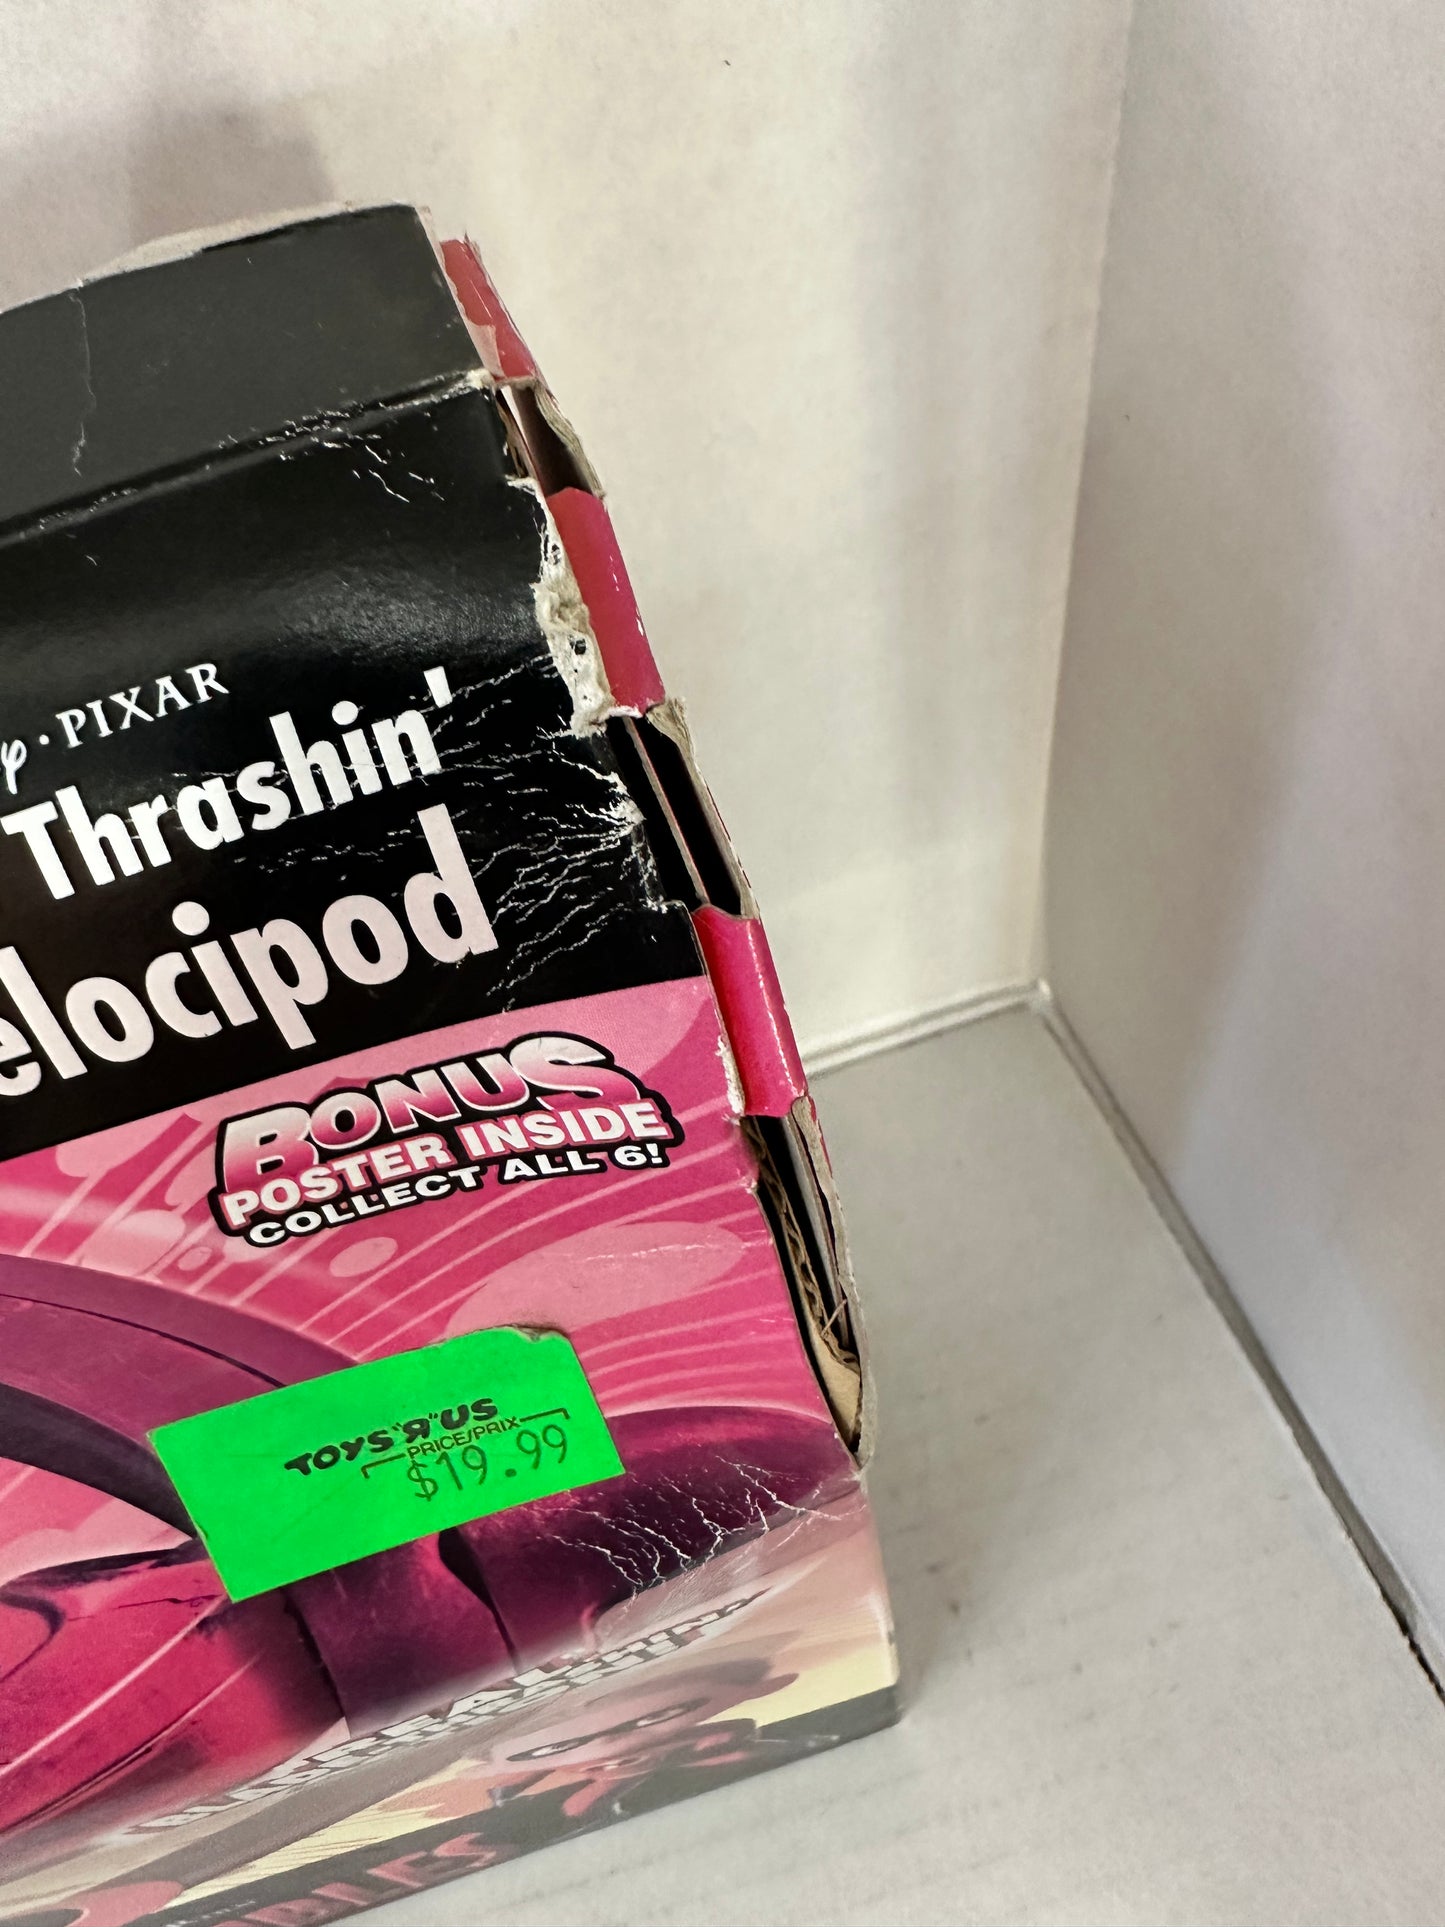 PIXAR
Thrashin'
elocipod
BONUS
POSTER INSIDE
COLLECT ALL 6!
TOYS "R" US
PRICE/PRIX
$19.99